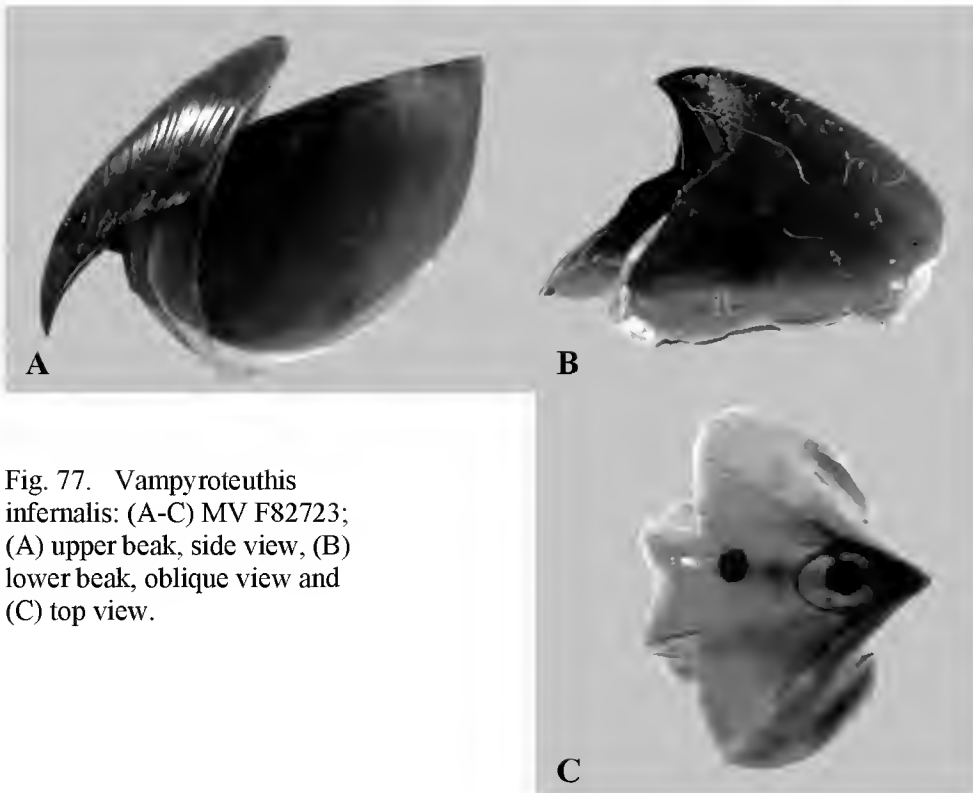 A
B
Fig. 77. Vampyroteuthis
infernalis: (A-C) MV F82723;
(A) upper beak, side view, (B)
lower beak, oblique view and
(C) top view.
C